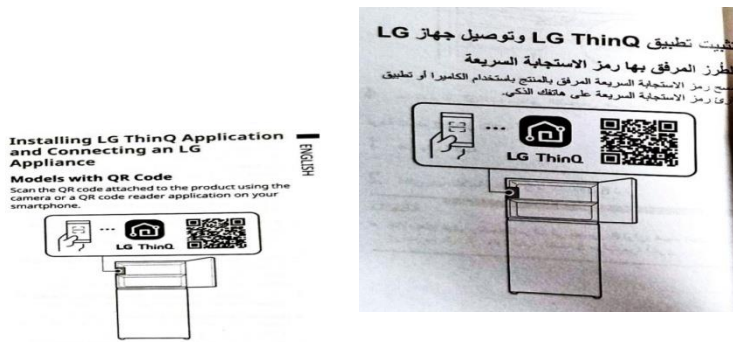 Installing LG ThinQ Application
and Connecting an LG
Appliance
Models with QR Code
Scan the QR code attached to the product using the
camera or a QR code reader application on your
smartphone.
LG ThinQ
ENGLISH
تثبيت تطبيق LG ThinQ وتوصيل جهاز LG
الطُرز المرفق بها رمز الاستجابة السريعة
رمز الاستجابة السريعة المرفق بالمنتج باستخدام الكاميرا أو تطبيق
رمز الاستجابة السريعة على هاتفك الذكي.
LG ThinQ